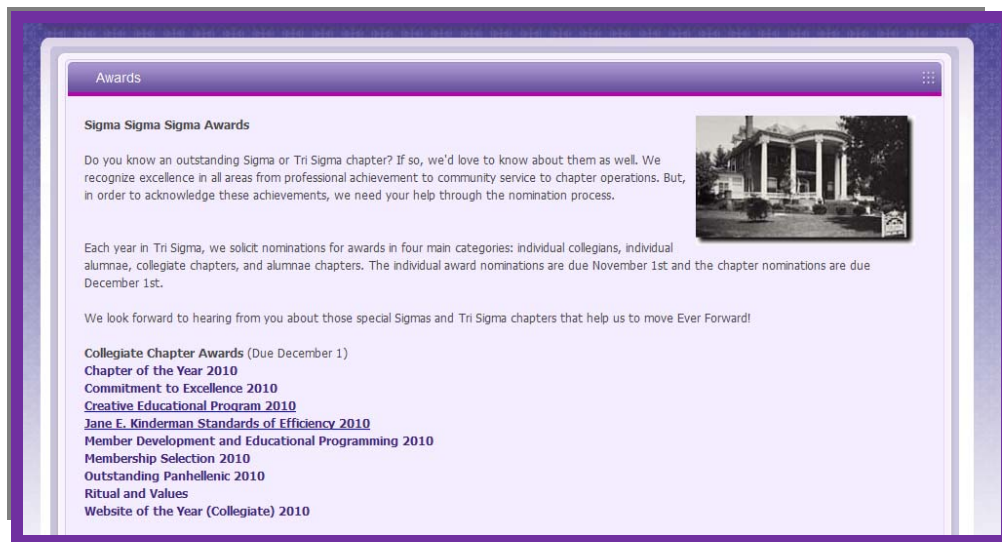 Awards
Sigma Sigma Sigma Awards
Do you know an outstanding Sigma or Tri Sigma chapter? If so, we'd love to know about them as well. We
recognize excellence in all areas from professional achievement to community service to chapter operations. But,
in order to acknowledge these achievements, we need your help through the nomination process.
Each year in Tri Sigma, we solicit nominations for awards in four main categories: individual collegians, individual
alumnae, collegiate chapters, and alumnae chapters. The individual award nominations are due November 1st and the chapter nominations are due
December 1st.
We look forward to hearing from you about those special Sigmas and Tri Sigma chapters that help us to move Ever Forward!
Collegiate Chapter Awards (Due December 1)
Chapter of the Year 2010
Commitment to Excellence 2010
Creative Educational Program 2010
Jane E. Kinderman Standards of Efficiency 2010
Member Development and Educational Programming 2010
Membership Selection 2010
Outstanding Panhellenic 2010
Ritual and Values
Website of the Year (Collegiate) 2010